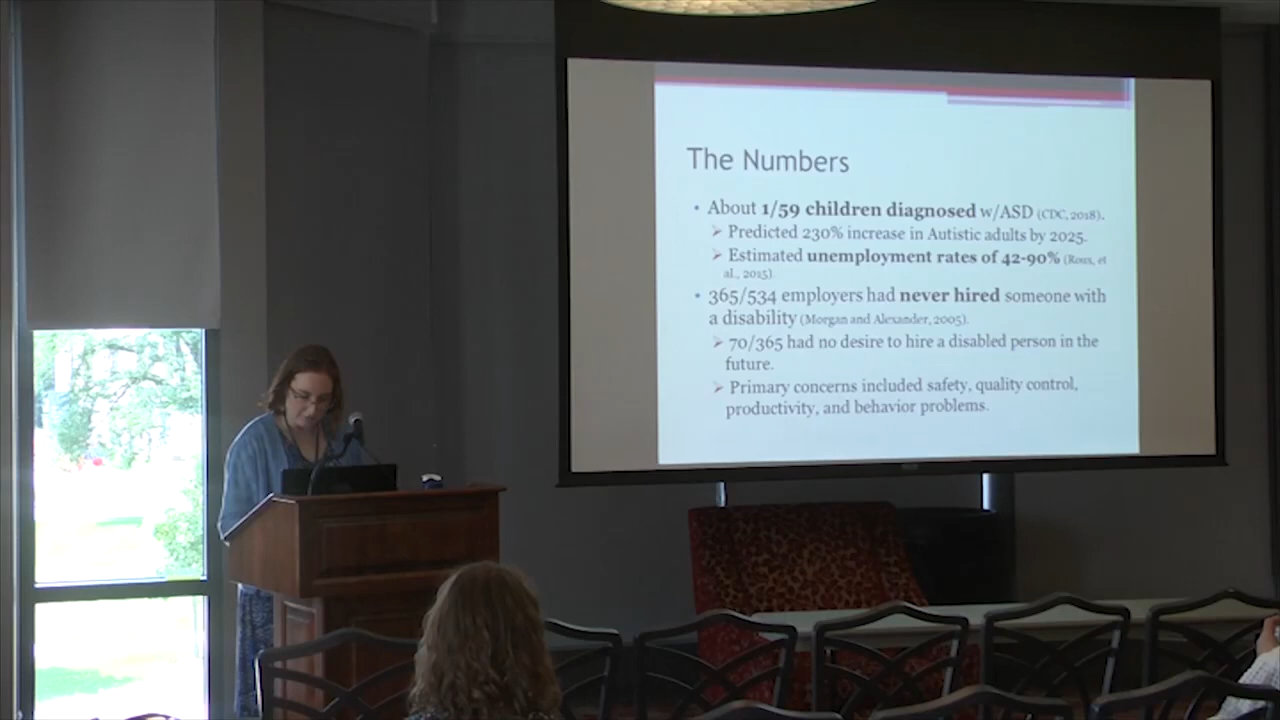 The Numbers
• About 1/59 children diagnosed w/ASD (CDC, 2018).
➢ Predicted 230% increase in Autistic adults by 2025.
➢ Estimated unemployment rates of 42-90% (Roux, et
al., 2015).
• 365/534 employers had never hired someone with
a disability (Morgan and Alexander, 2005).
➢ 70/365 had no desire to hire a disabled person in the
future.
➢ Primary concerns included safety, quality control,
productivity, and behavior problems.